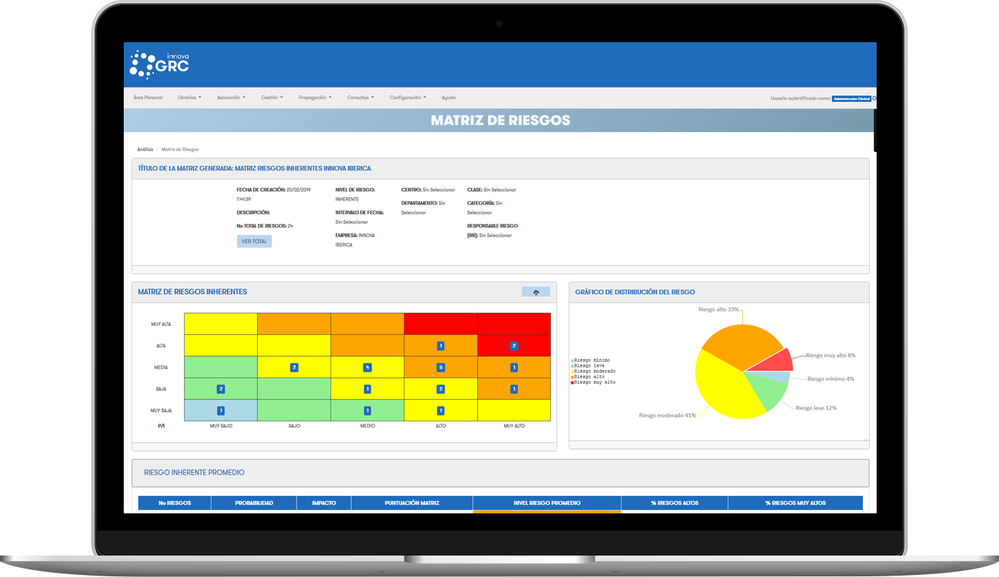 innova
GRC
Área Personal Librerías Asociación Gestión Propagación Consultas Configuración Ayuda Usuario autentificado como: Administrador Global
MATRIZ DE RIESGOS
Análisis / Matriz de Riesgos
TÍTULO DE LA MATRIZ GENERADA: MATRIZ RIESGOS INHERENTES INNOVA IBERICA
FECHA DE CREACIÓN: 20/02/2019
7:41:39
DESCRIPCIÓN:
No TOTAL DE RIESGOS: 24
VER TOTAL
NIVEL DE RIESGO:
INHERENTE
INTERVALO DE FECHA:
Sin Seleccionar
EMPRESA: INNOVA
IBERICA
CENTRO: Sin Seleccionar
DEPARTAMENTO: Sin
Seleccionar
CLASE: Sin Seleccionar
CATEGORÍA: Sin
Seleccionar
RESPONSABLE RIESGO
(RR): Sin Seleccionar
MATRIZ DE RIESGOS INHERENTES
MUY ALTA
ALTA 1 2
MEDIA 2 4 5 1
BAJA 2 1 2 1
MUY BAJA 1 1 1
P/I MUY BAJO BAJO MEDIO ALTO MUY ALTO
GRÁFICO DE DISTRIBUCIÓN DEL RIESGO
Riesgo mínimo
Riesgo leve
Riesgo moderado
Riesgo alto
Riesgo muy alto
Riesgo alto 33%
Riesgo muy alto 8%
Riesgo mínimo 4%
Riesgo leve 12%
Riesgo moderado 41%
RIESGO INHERENTE PROMEDIO
No RIESGOS PROBABILIDAD IMPACTO PUNTUACIÓN MATRIZ NIVEL RIESGO PROMEDIO % RIESGOS ALTOS % RIESGOS MUY ALTOS